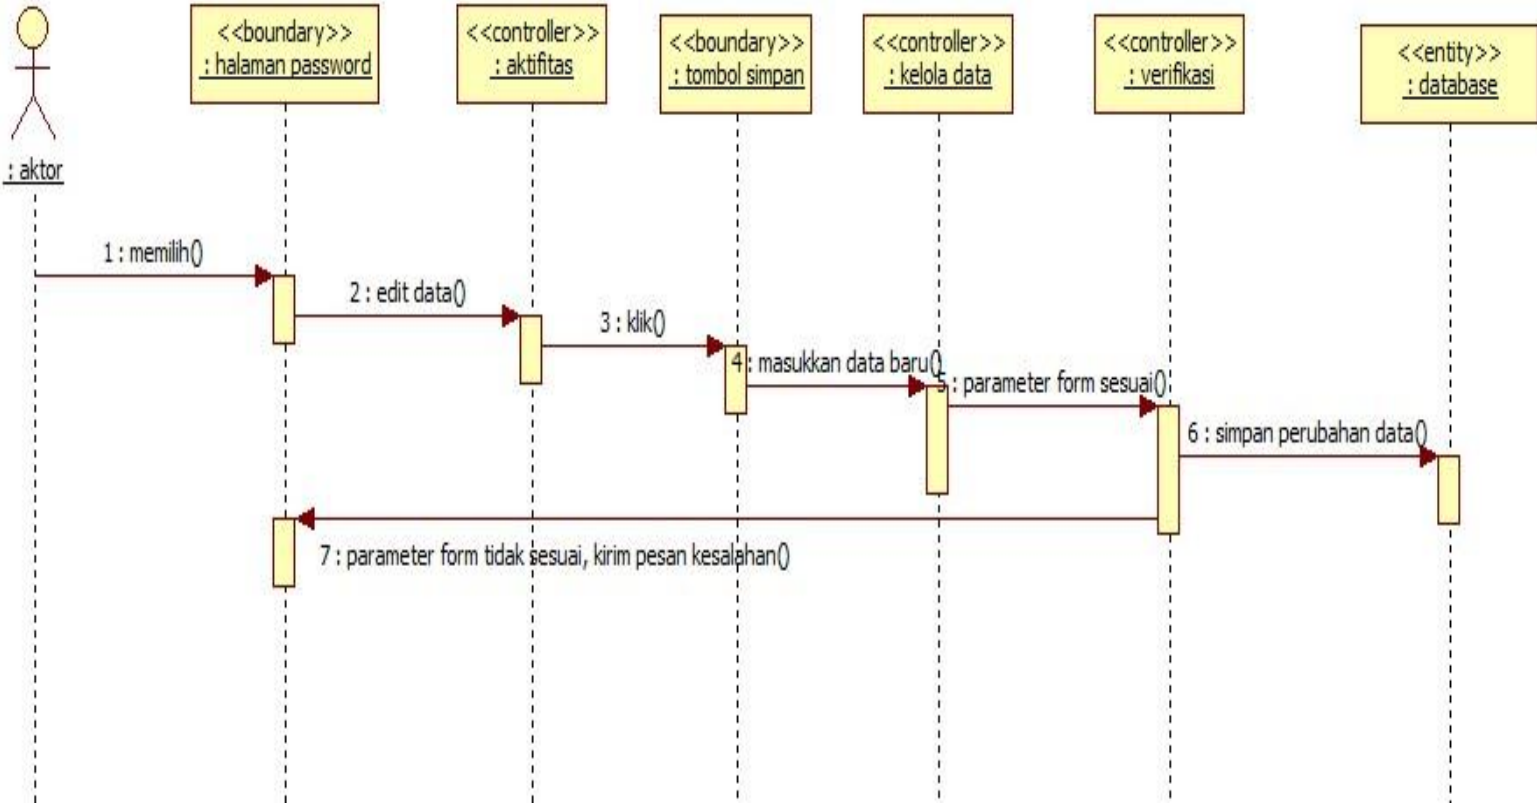 <<boundary>>
: halaman password
<<controller>>
: aktifitas
<<boundary>>
: tombol simpan
<<controller>>
: kelola data
<<controller>>
: verifikasi
<<entity>>
: database
: aktor
1 : memilih()
2 : edit data()
3 : klik()
4 : masukkan data baru()
5 : parameter form sesuai()
6 : simpan perubahan data()
7 : parameter form tidak sesuai, kirim pesan kesalahan()